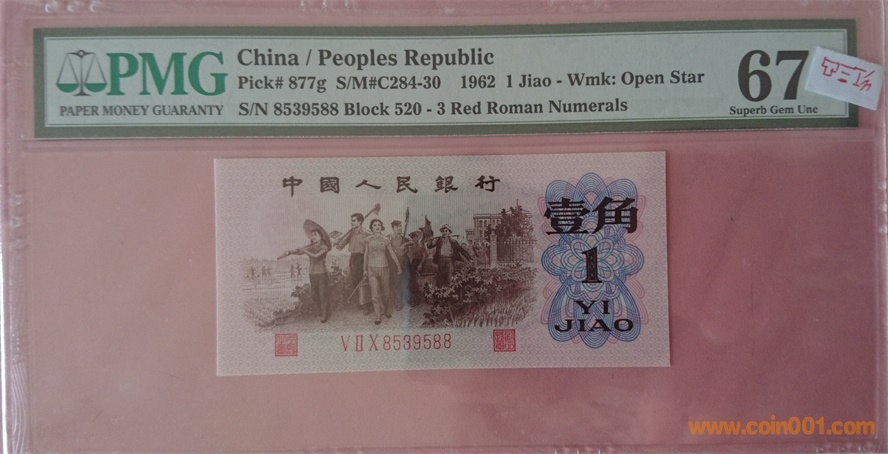 PMG
PAPER MONEY GUARANTY
China / Peoples Republic
Pick# 877g S/M#C284-30 1962 1 Jiao - Wmk: Open Star
S/N 8539588 Block 520 - 3 Red Roman Numerals
67
Superb Gem Unc
中國人民銀行
壹角
1
YI
JIAO
V II X 8539588
www.coin001.com